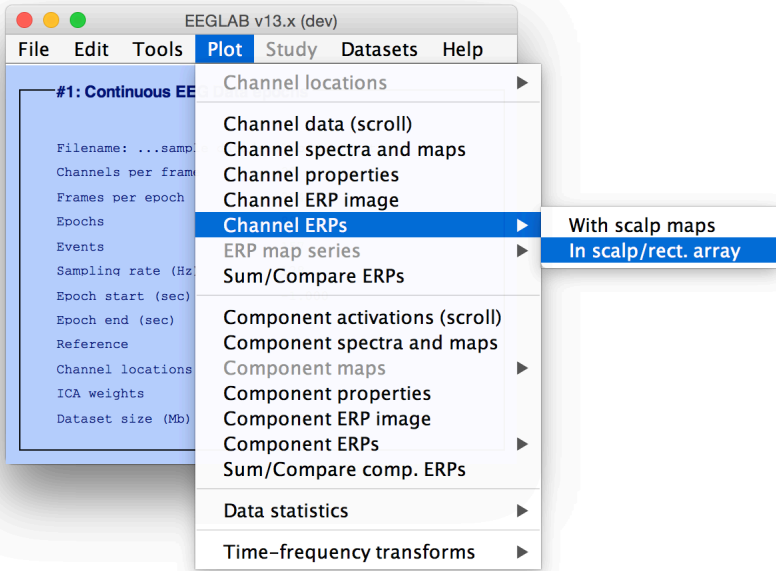 EEGLAB v13.x (dev)
File Edit Tools Plot Study Datasets Help
#1: Continuous EE
Filename: ...samp
Channels per fram
Frames per epoch
Epochs
Events
Sampling rate (Hz
Epoch start (sec)
Epoch end (sec)
Reference
Channel locations
ICA weights
Dataset size (Mb)
Channel locations
Channel data (scroll)
Channel spectra and maps
Channel properties
Channel ERP image
Channel ERPs
ERP map series
Sum/Compare ERPs
Component activations (scroll)
Component spectra and maps
Component maps
Component properties
Component ERP image
Component ERPs
Sum/Compare comp. ERPs
Data statistics
Time-frequency transforms
With scalp maps
In scalp/rect. array